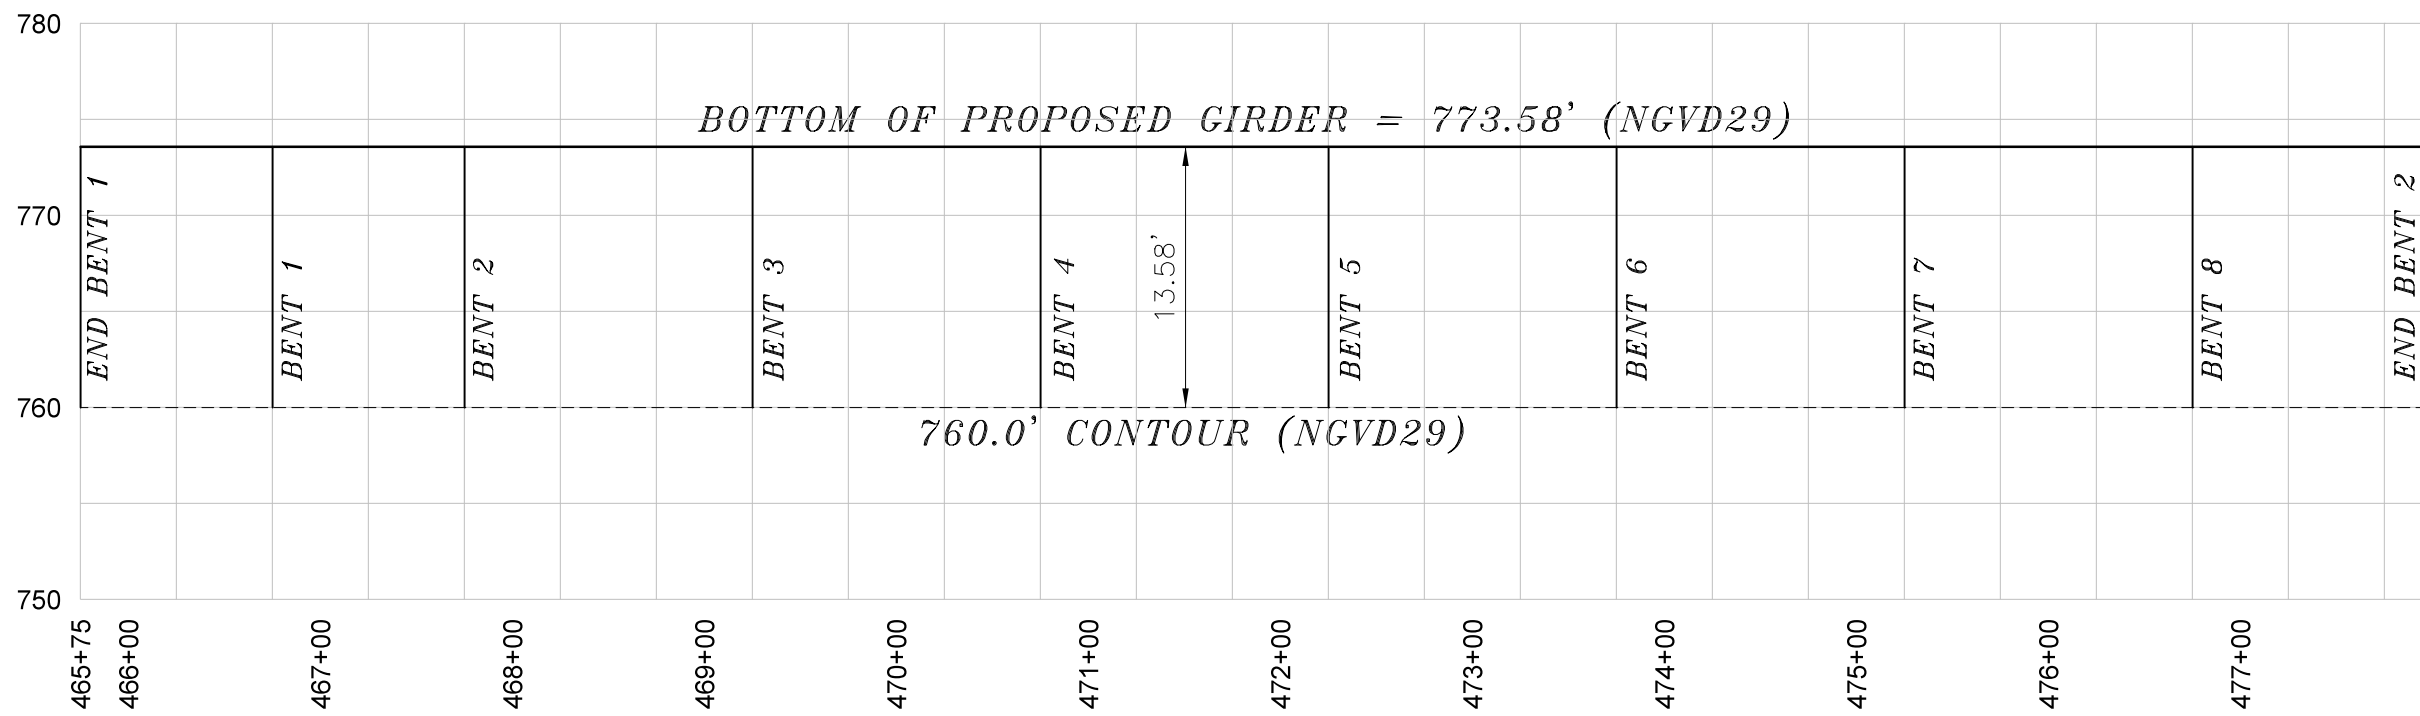 780
BOTTOM OF PROPOSED GIRDER = 773.58' (NGVD29)
770
END BENT 1
BENT 1
BENT 2
BENT 3
BENT 4
13.58'
BENT 5
BENT 6
BENT 7
BENT 8
END BENT 2
760
760.0' CONTOUR (NGVD29)
750
465+75
466+00
467+00
468+00
469+00
470+00
471+00
472+00
473+00
474+00
475+00
476+00
477+00